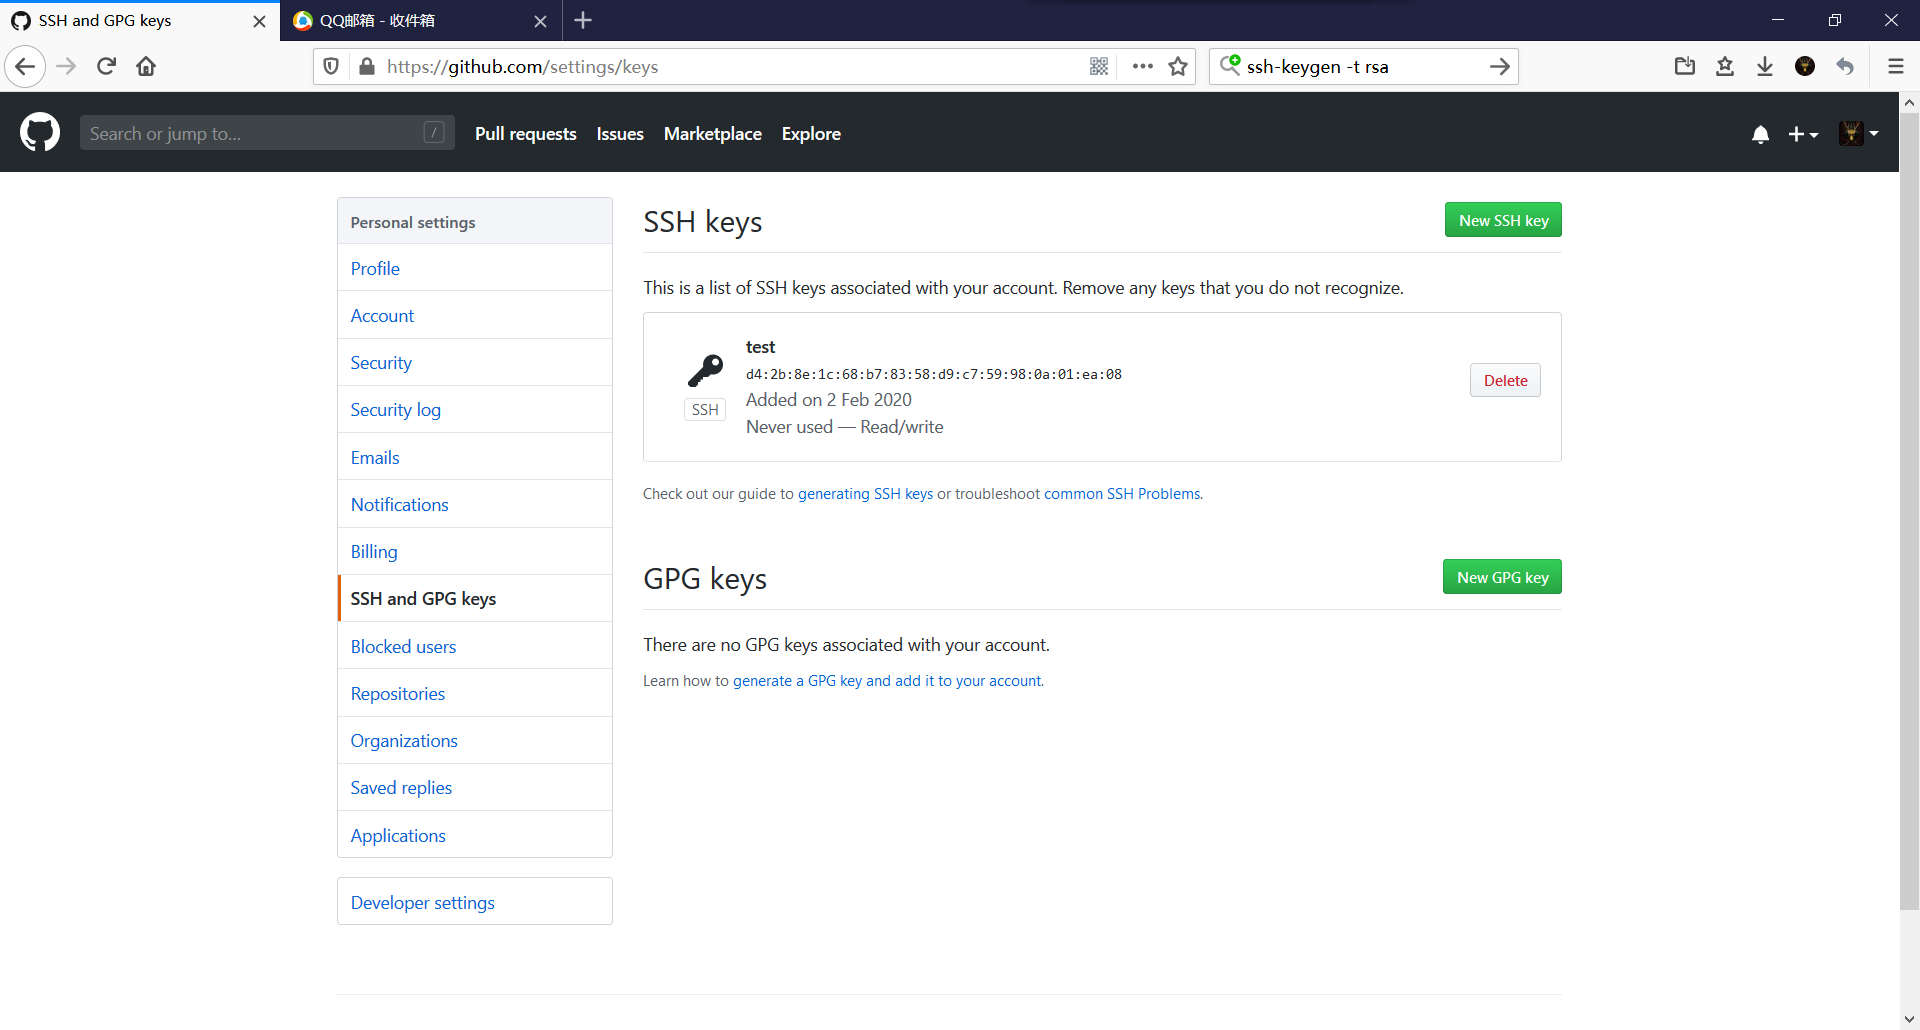 SSH and GPG keys
QQ邮箱 - 收件箱
https://github.com/settings/keys
ssh-keygen -t rsa
Search or jump to...
/
Pull requests
Issues
Marketplace
Explore
Personal settings
Profile
Account
Security
Security log
Emails
Notifications
Billing
SSH and GPG keys
Blocked users
Repositories
Organizations
Saved replies
Applications
Developer settings
SSH keys
New SSH key
This is a list of SSH keys associated with your account. Remove any keys that you do not recognize.
test
d4:2b:8e:1c:68:b7:83:58:d9:c7:59:98:0a:01:ea:08
Added on 2 Feb 2020
Never used — Read/write
SSH
Delete
Check out our guide to generating SSH keys or troubleshoot common SSH Problems.
GPG keys
New GPG key
There are no GPG keys associated with your account.
Learn how to generate a GPG key and add it to your account.